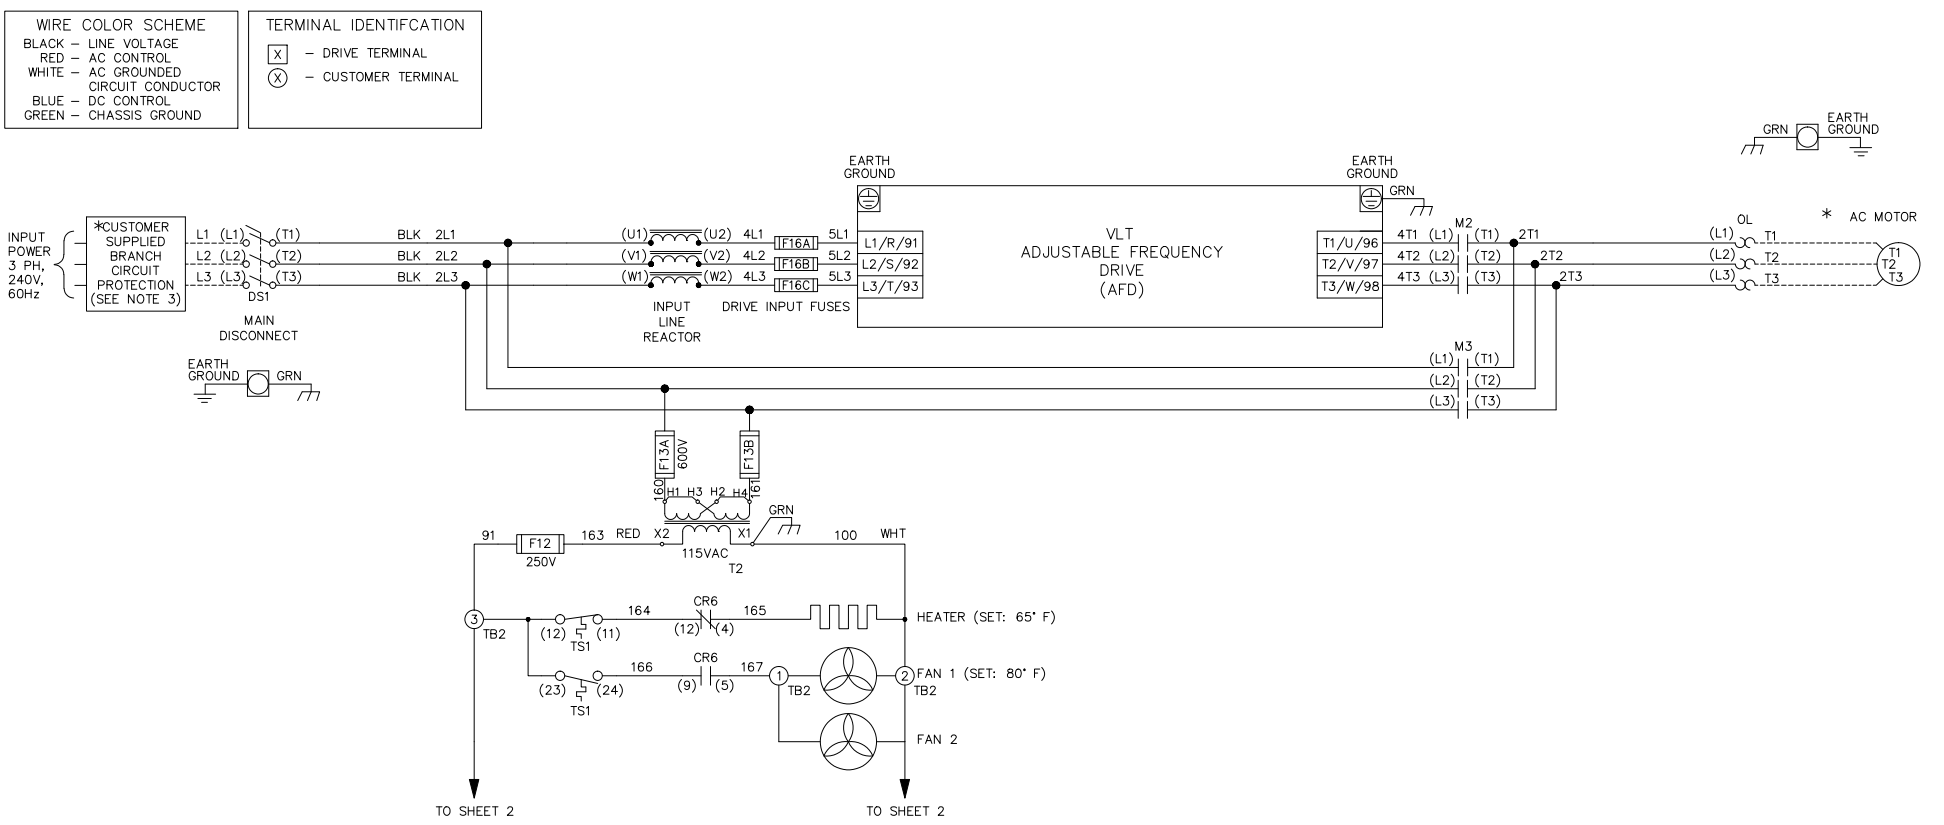 WIRE COLOR SCHEME
BLACK – LINE VOLTAGE
RED – AC CONTROL
WHITE – AC GROUNDED
CIRCUIT CONDUCTOR
BLUE – DC CONTROL
GREEN – CHASSIS GROUND
TERMINAL IDENTIFCATION
X – DRIVE TERMINAL
X – CUSTOMER TERMINAL
GRN
EARTH
GROUND
EARTH
GROUND
EARTH
GROUND
GRN
INPUT
POWER
3 PH,
240V,
60Hz
*CUSTOMER
SUPPLIED
BRANCH
CIRCUIT
PROTECTION
(SEE NOTE 3)
L1 (L1) (T1) BLK 2L1 (U1) (U2) 4L1 F16A 5L1 L1/R/91
L2 (L2) (T2) BLK 2L2 (V1) (V2) 4L2 F16B 5L2 L2/S/92
L3 (L3) (T3) BLK 2L3 (W1) (W2) 4L3 F16C 5L3 L3/T/93
DS1
MAIN
DISCONNECT
INPUT
LINE
REACTOR
DRIVE INPUT FUSES
VLT
ADJUSTABLE FREQUENCY
DRIVE
(AFD)
M2
T1/U/96 4T1 (L1) (T1) 2T1
T2/V/97 4T2 (L2) (T2) 2T2
T3/W/98 4T3 (L3) (T3) 2T3
OL
(L1) T1
(L2) T2
(L3) T3
* AC MOTOR
T1
T2
T3
M3
(L1) (T1)
(L2) (T2)
(L3) (T3)
EARTH
GROUND
GRN
F13A
600V
F13B
160
161
H1 H3 H2 H4
GRN
91 F12 163 RED X2 X1 100 WHT
250V
115VAC
T2
3
TB2
164 CR6 165
(12) (11) (12) (4)
TS1
HEATER (SET: 65° F)
166 CR6 167
(23) (24) (9) (5)
TS1
1
TB2
2
TB2
FAN 1 (SET: 80° F)
FAN 2
TO SHEET 2
TO SHEET 2